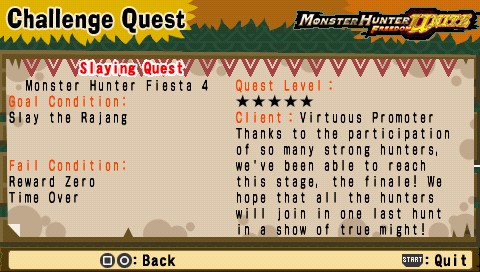 Challenge Quest
MONSTER HUNTER
FREEDOM UNITE
Slaying Quest
Monster Hunter Fiesta 4
Goal Condition:
Slay the Rajang
Fail Condition:
Reward Zero
Time Over
Quest Level:
★★★★★
Client: Virtuous Promoter
Thanks to the participation
of so many strong hunters,
we've been able to reach
this stage, the finale! We
hope that all the hunters
will join in one last hunt
in a show of true might!
: Back
START: Quit